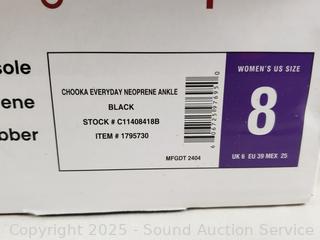 sole
ene
bber
CHOOKA EVERYDAY NEOPRENE ANKLE
BLACK
STOCK # C11408418B
ITEM # 1795730
MFGDT 2404
WOMEN'S US SIZE
8
UK 6 EU 39 MEX 25
Copyright 2025 - Sound Auction Service